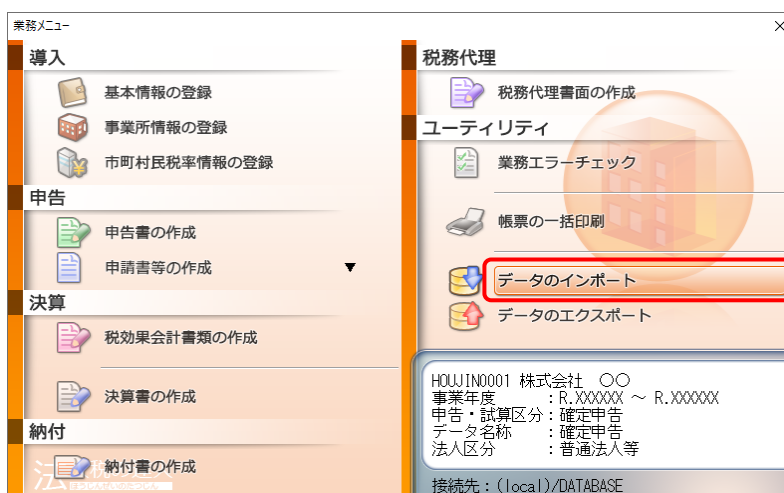 業務メニュー
導入
基本情報の登録
事業所情報の登録
市町村民税率情報の登録
申告
申告書の作成
申請書等の作成
決算
税効果会計書類の作成
決算書の作成
納付
納付書の作成
税務代理
税務代理書面の作成
ユーティリティ
業務エラーチェック
帳票の一括印刷
データのインポート
データのエクスポート
HOUJIN0001 株式会社 〇〇
事業年度 :R.XXXXXX ～ R.XXXXXX
申告・試算区分:確定申告
データ名称 :確定申告
法人区分 :普通法人等
接続先:(local)/DATABASE